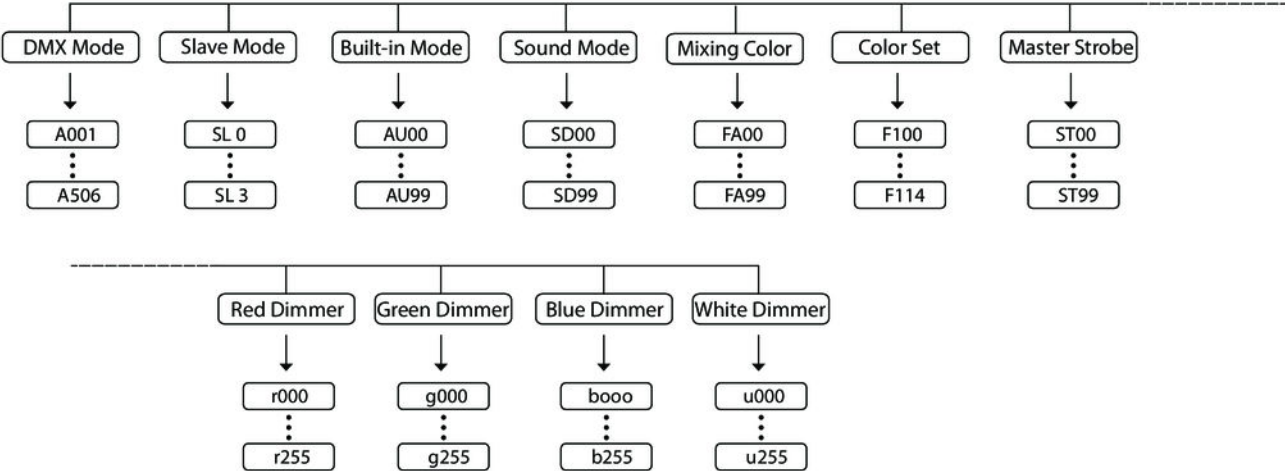 DMX Mode Slave Mode Built-in Mode Sound Mode Mixing Color Color Set Master Strobe
A001 SL 0 AU00 SD00 FA00 F100 ST00
A506 SL 3 AU99 SD99 FA99 F114 ST99
Red Dimmer Green Dimmer Blue Dimmer White Dimmer
r000 g000 booo u000
r255 g255 b255 u255